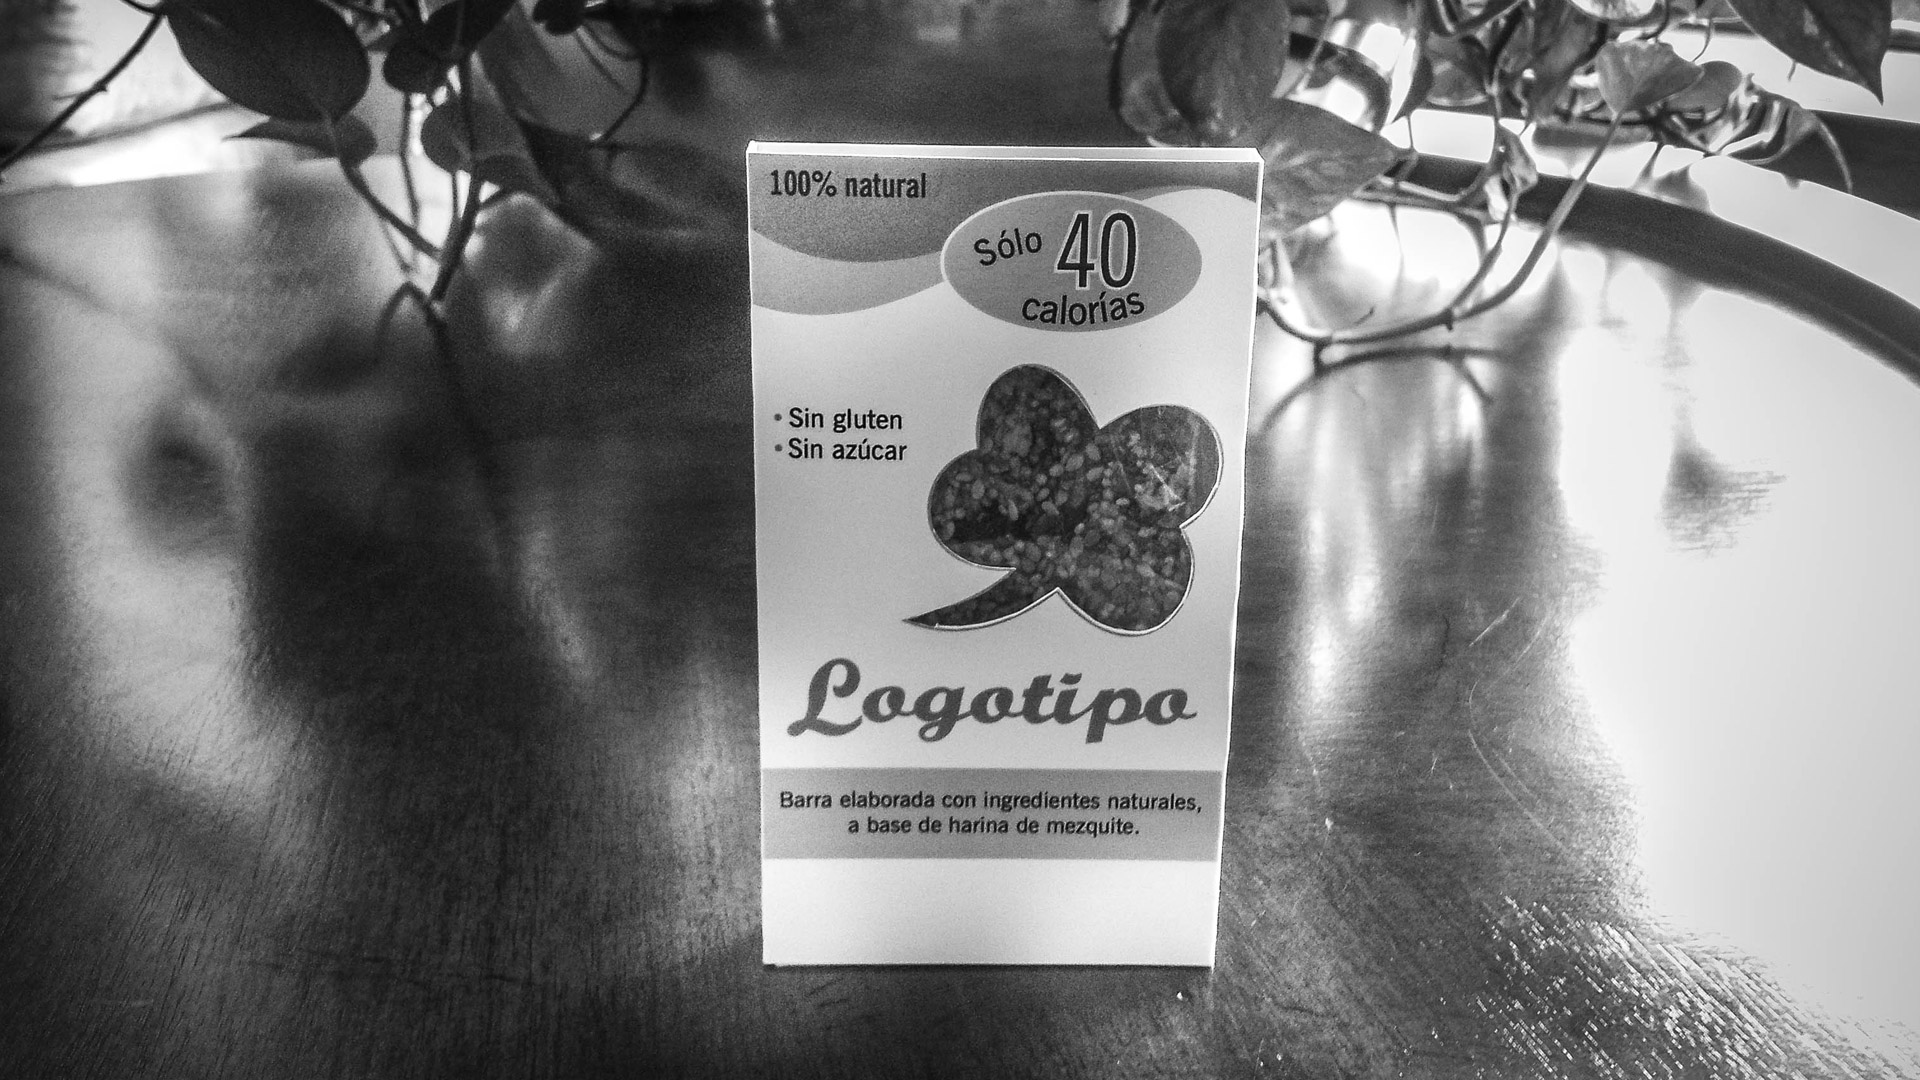 100% natural
Sólo 40
calorías
• Sin gluten
• Sin azúcar
Logotipo
Barra elaborada con ingredientes naturales,
a base de harina de mezquite.